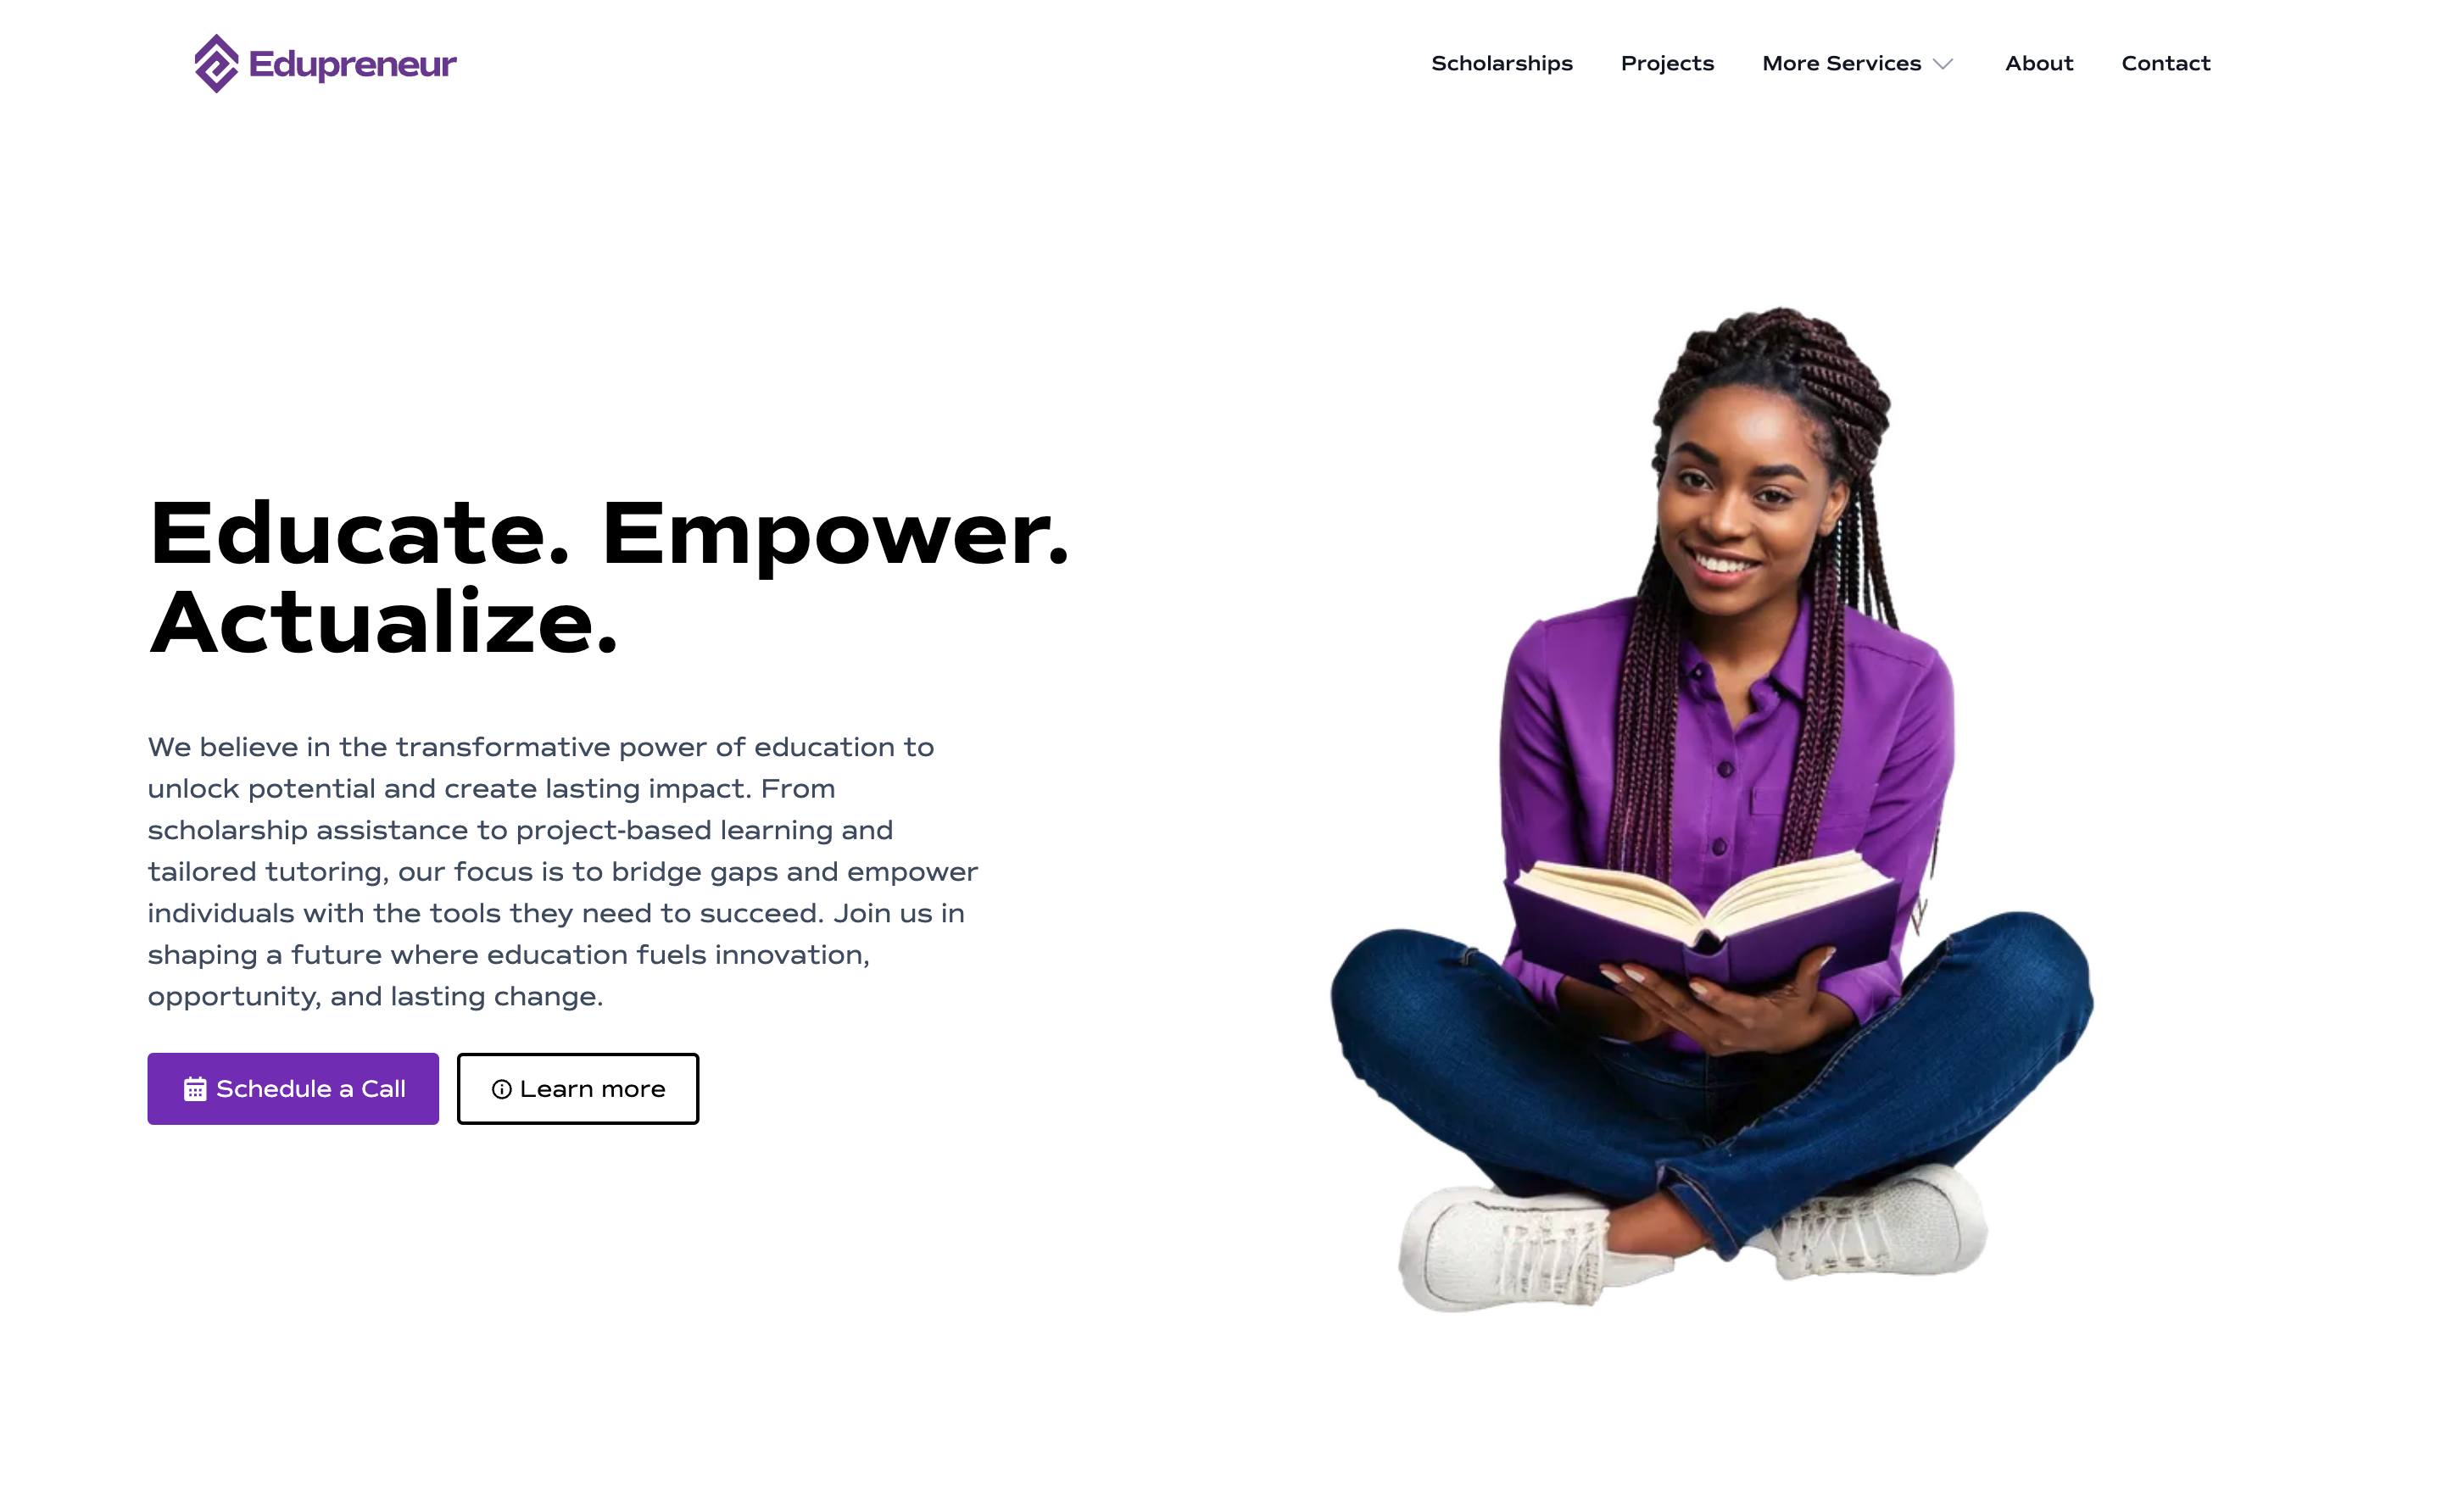 Edupreneur
Scholarships
Projects
More Services
About
Contact
Educate. Empower.
Actualize.
We believe in the transformative power of education to
unlock potential and create lasting impact. From
scholarship assistance to project-based learning and
tailored tutoring, our focus is to bridge gaps and empower
individuals with the tools they need to succeed. Join us in
shaping a future where education fuels innovation,
opportunity, and lasting change.
Schedule a Call
Learn more